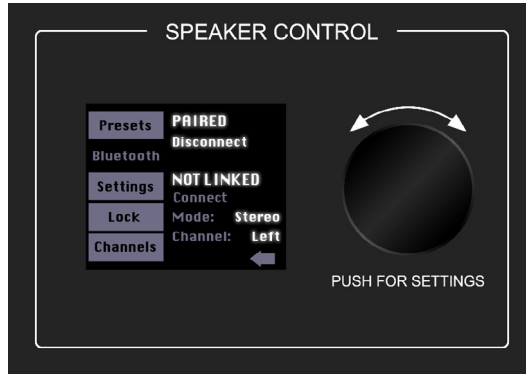 SPEAKER CONTROL
Presets
Bluetooth
Settings
Lock
Channels
PAIRED
Disconnect
NOT LINKED
Connect
Mode: Stereo
Channel: Left
PUSH FOR SETTINGS